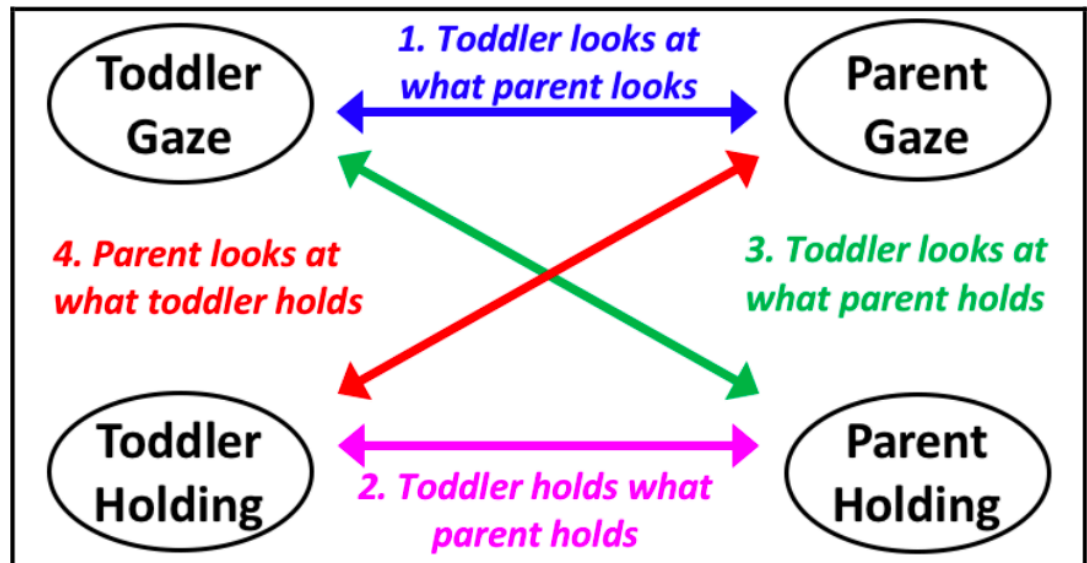 Toddler
Gaze
1. Toddler looks at
what parent looks
Parent
Gaze
4. Parent looks at
what toddler holds
3. Toddler looks at
what parent holds
Toddler
Holding
2. Toddler holds what
parent holds
Parent
Holding